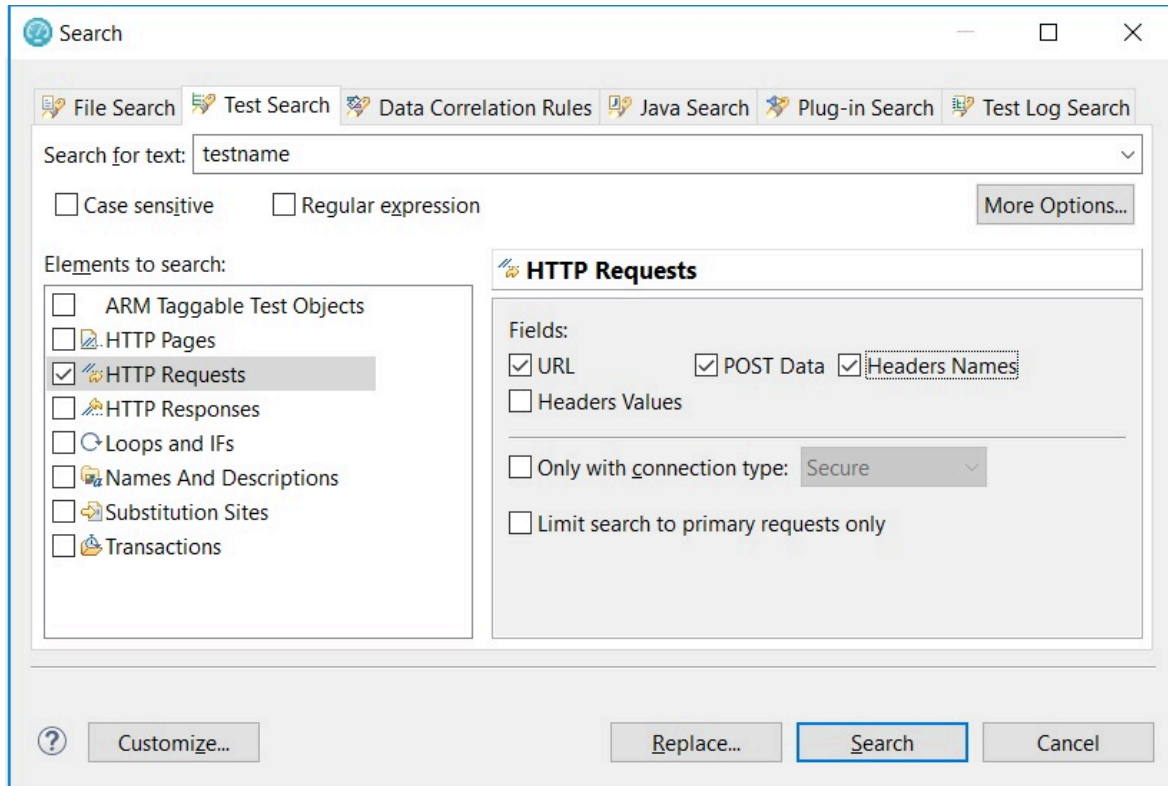 Search
File Search Test Search Data Correlation Rules Java Search Plug-in Search Test Log Search
Search for text: testname
Case sensitive Regular expression More Options...
Elements to search:
HTTP Requests
ARM Taggable Test Objects
HTTP Pages
HTTP Requests
HTTP Responses
Loops and IFs
Names And Descriptions
Substitution Sites
Transactions
Fields:
URL POST Data Headers Names
Headers Values
Only with connection type: Secure
Limit search to primary requests only
? Customize... Replace... Search Cancel